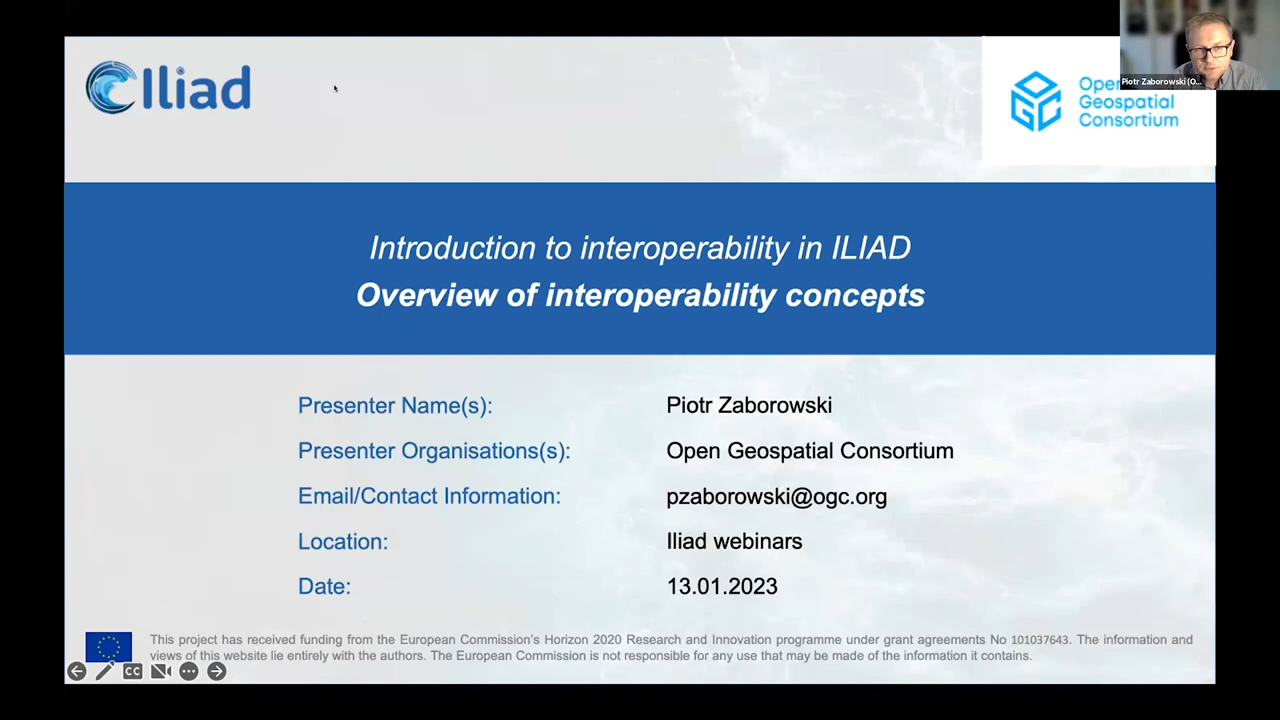 Iliad
Piotr Zaborowski (O...
Geospatial
Consortium
Introduction to interoperability in ILIAD
Overview of interoperability concepts
Presenter Name(s): Piotr Zaborowski
Presenter Organisations(s): Open Geospatial Consortium
Email/Contact Information: pzaborowski@ogc.org
Location: Iliad webinars
Date: 13.01.2023
This project has received funding from the European Commission's Horizon 2020 Research and Innovation programme under grant agreements No 101037643. The information and
views of this website lie entirely with the authors. The European Commission is not responsible for any use that may be made of the information it contains.
CC